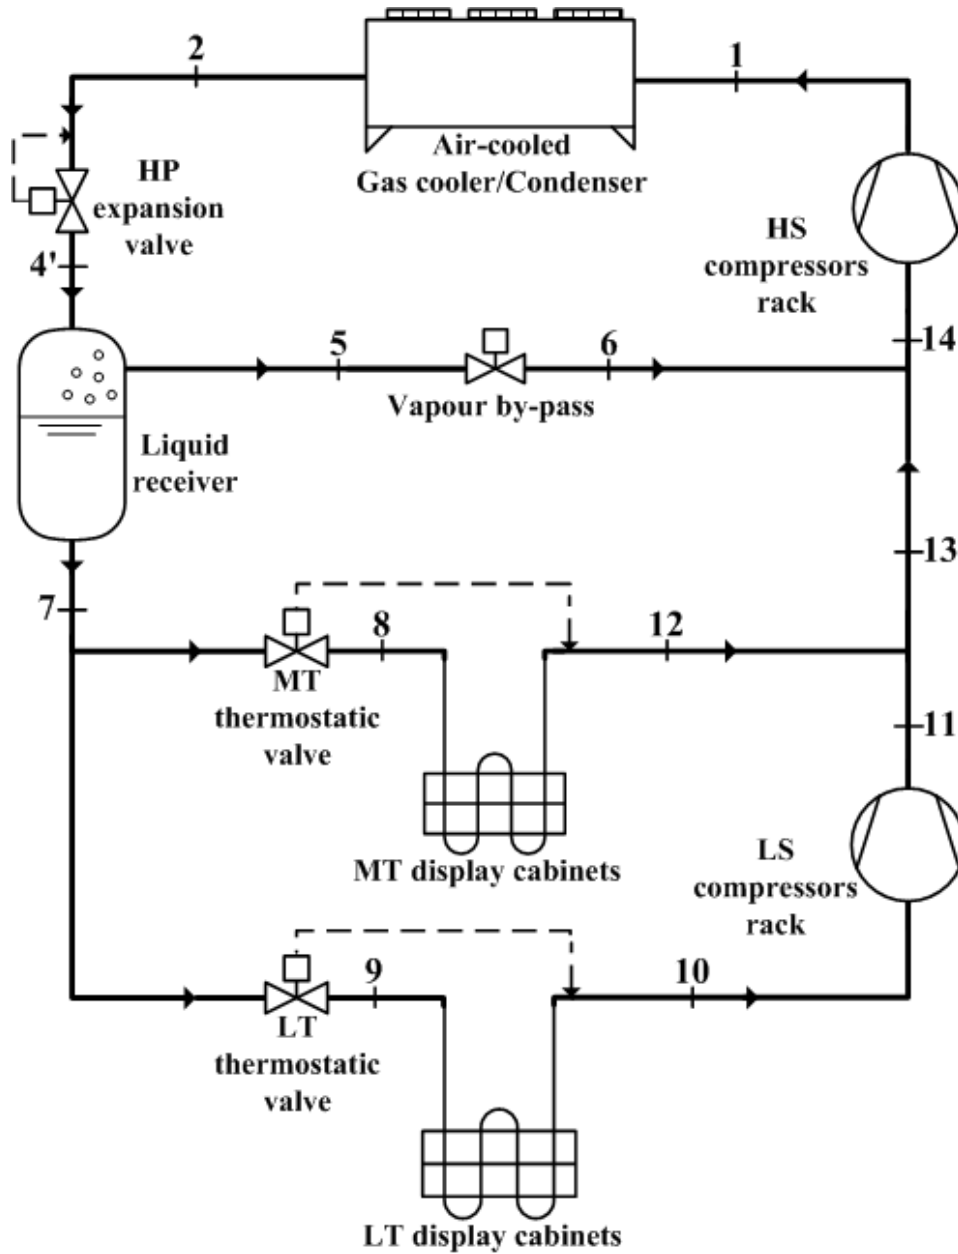 2
1
Air-cooled
Gas cooler/Condenser
HP
expansion
valve
HS
compressors
rack
4'
14
5
6
Vapour by-pass
Liquid
receiver
13
7
8
12
MT
thermostatic
valve
11
MT display cabinets
LS
compressors
rack
9
10
LT
thermostatic
valve
LT display cabinets